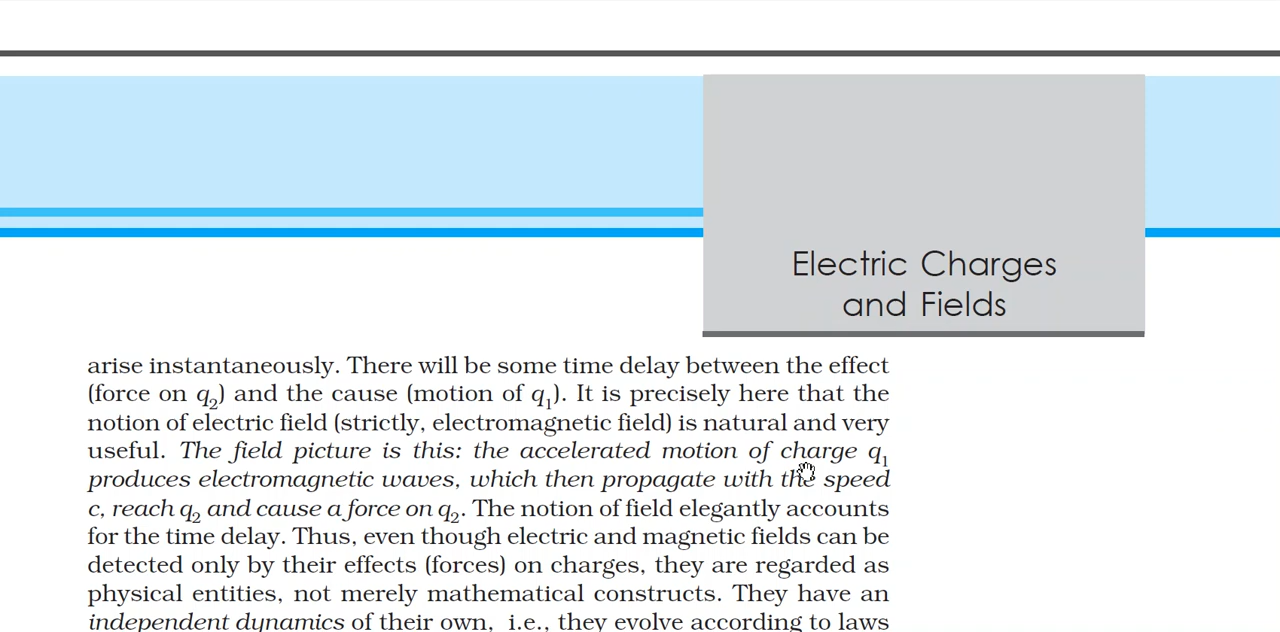 Electric Charges
and Fields
arise instantaneously. There will be some time delay between the effect
(force on q₂) and the cause (motion of q₁). It is precisely here that the
notion of electric field (strictly, electromagnetic field) is natural and very
useful. The field picture is this: the accelerated motion of charge q₁
produces electromagnetic waves, which then propagate with the speed
c, reach q₂ and cause a force on q₂. The notion of field elegantly accounts
for the time delay. Thus, even though electric and magnetic fields can be
detected only by their effects (forces) on charges, they are regarded as
physical entities, not merely mathematical constructs. They have an
independent dynamics of their own, i.e., they evolve according to laws